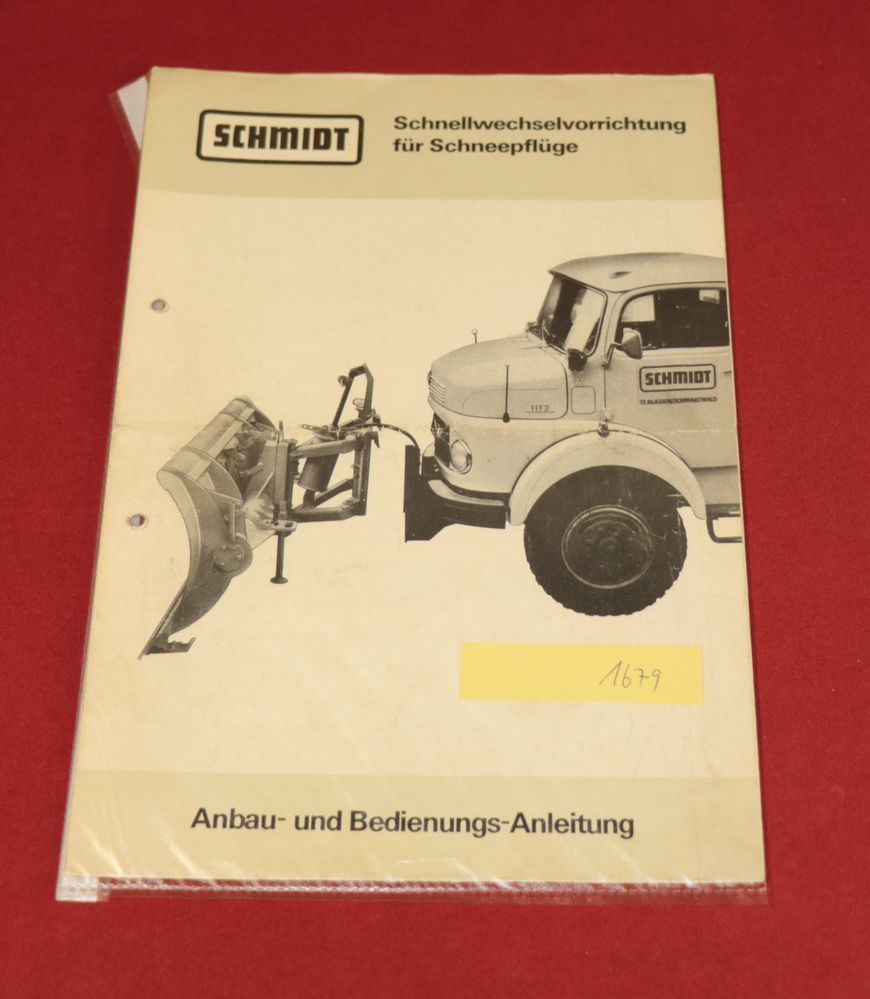 SCHMIDT
Schnellwechselvorrichtung
für Schneepflüge
SCHMIDT
ST. BLASIEN/SCHWARZWALD
1113
1679
Anbau- und Bedienungs-Anleitung